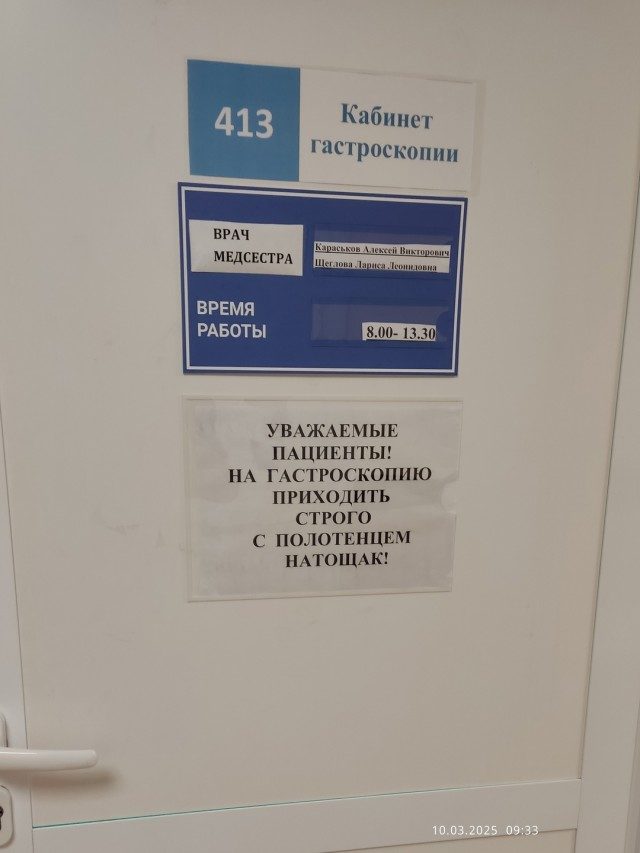 413
Кабинет
гастроскопии
ВРАЧ
МЕДСЕСТРА
Караськов Алексей Викторович
Щеглова Лариса Леонидовна
ВРЕМЯ
РАБОТЫ
8.00- 13.30
УВАЖАЕМЫЕ
ПАЦИЕНТЫ!
НА ГАСТРОСКОПИЮ
ПРИХОДИТЬ
СТРОГО
С ПОЛОТЕНЦЕМ
НАТОЩАК!
10.03.2025 09:33